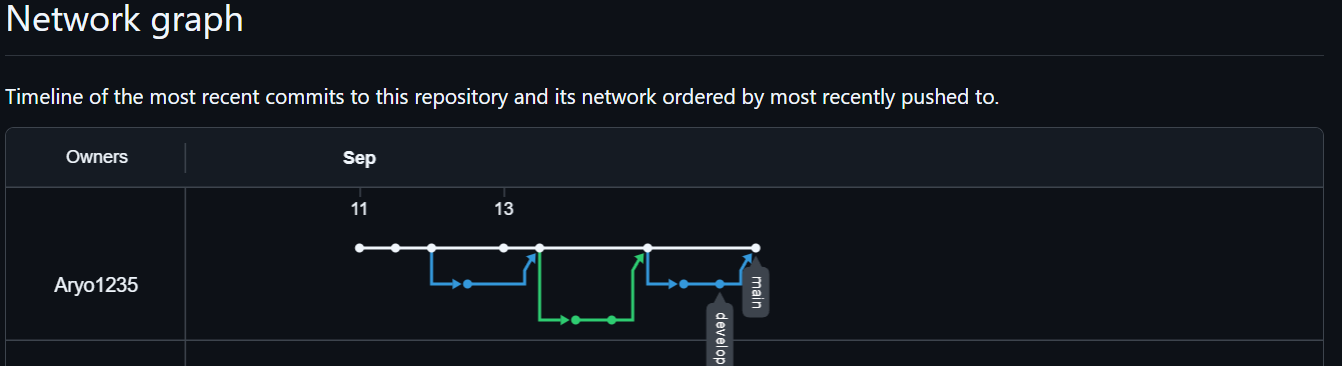 Network graph
Timeline of the most recent commits to this repository and its network ordered by most recently pushed to.
Owners
Sep
11
13
Aryo1235
main
develop